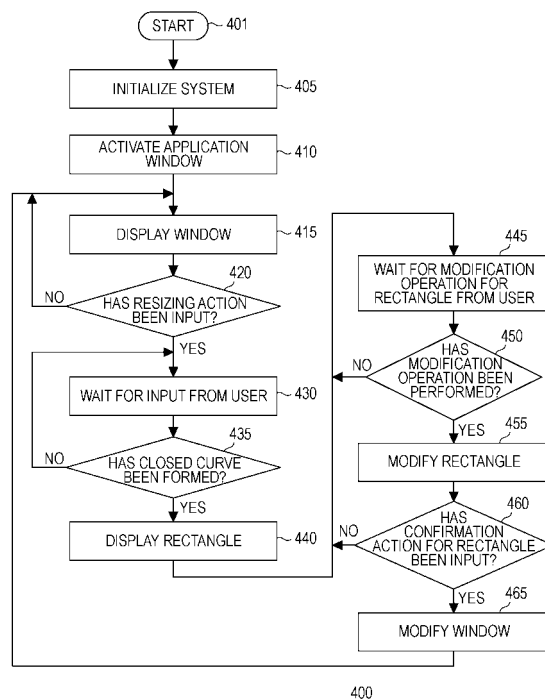 START
401
INITIALIZE SYSTEM
405
ACTIVATE APPLICATION
WINDOW
410
DISPLAY WINDOW
415
420
HAS RESIZING ACTION
BEEN INPUT?
NO
YES
WAIT FOR INPUT FROM USER
430
435
HAS CLOSED CURVE
BEEN FORMED?
NO
YES
DISPLAY RECTANGLE
440
445
WAIT FOR MODIFICATION
OPERATION FOR
RECTANGLE FROM USER
450
HAS
MODIFICATION
OPERATION BEEN
PERFORMED?
NO
YES
455
MODIFY RECTANGLE
460
HAS
CONFIRMATION
ACTION FOR RECTANGLE
BEEN INPUT?
NO
YES
465
MODIFY WINDOW
400